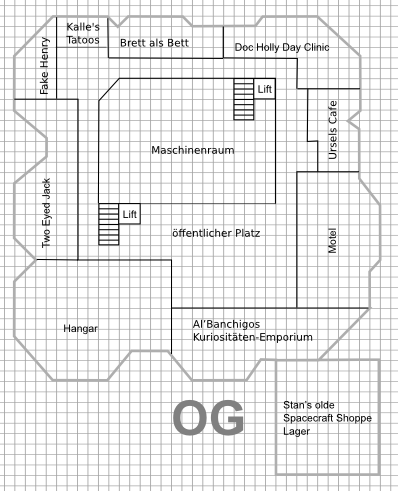 Kalle's
Tatoos
Brett als Bett
Doc Holly Day Clinic
Fake Henry
Lift
Ursels Cafe
Maschinenraum
Two Eyed Jack
Lift
öffentlicher Platz
Motel
Hangar
Al'Banchigos
Kuriositäten-Emporium
OG
Stan's olde
Spacecraft Shoppe
Lager